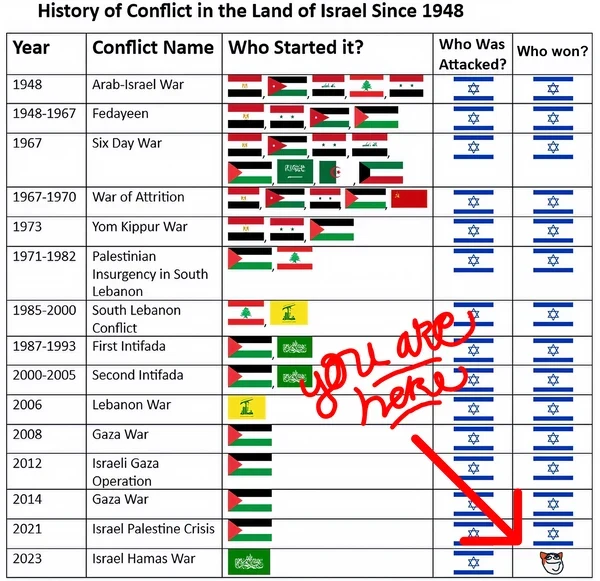 History of Conflict in the Land of Israel Since 1948
Year Conflict Name Who Started it? Who Was Attacked? Who won?
1948 Arab-Israel War
1948-1967 Fedayeen
1967 Six Day War
1967-1970 War of Attrition
1973 Yom Kippur War
1971-1982 Palestinian
Insurgency in South
Lebanon
1985-2000 South Lebanon
Conflict
1987-1993 First Intifada
2000-2005 Second Intifada
you are
here
2006 Lebanon War
2008 Gaza War
2012 Israeli Gaza
Operation
2014 Gaza War
2021 Israel Palestine Crisis
2023 Israel Hamas War